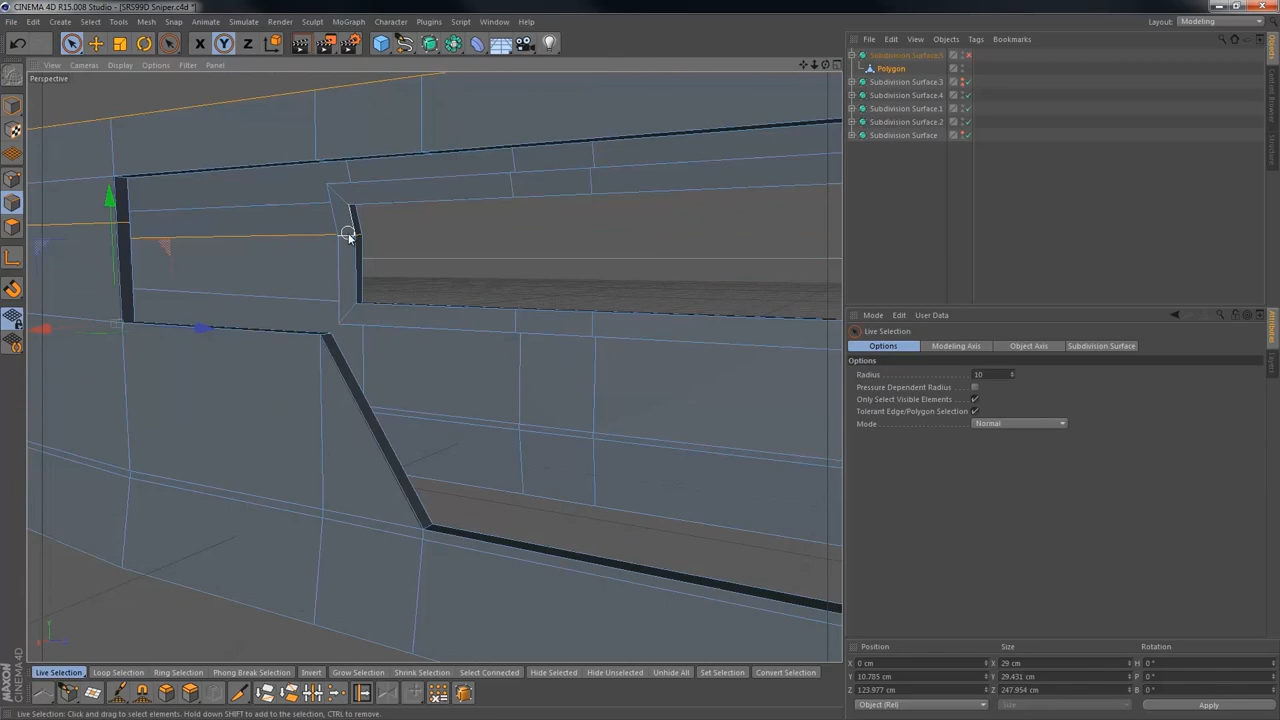 CINEMA 4D R15.008 Studio - [SRS99D Sniper.c4d *]
File Edit Create Select Tools Mesh Snap Animate Simulate Render Sculpt MoGraph Character Plugins Script Window Help
Layout: Modeling
View Cameras Display Options Filter Panel
Perspective
File Edit View Objects Tags Bookmarks
Subdivision Surface.5
Polygon
Subdivision Surface.3
Subdivision Surface.4
Subdivision Surface.1
Subdivision Surface.2
Subdivision Surface
Objects
Content Browser
Structure
Mode Edit User Data
Live Selection
Options Modeling Axis Object Axis Subdivision Surface
Options
Radius 10
Pressure Dependent Radius
Only Select Visible Elements
Tolerant Edge/Polygon Selection
Mode Normal
Attributes
Layers
Position Size Rotation
X 0 cm X 29 cm H 0 °
Y 10.785 cm Y 29.431 cm P 0 °
Z 123.977 cm Z 247.954 cm B 0 °
Object (Rel) Size Apply
Live Selection Loop Selection Ring Selection Phong Break Selection Invert Grow Selection Shrink Selection Select Connected Hide Selected Hide Unselected Unhide All Set Selection Convert Selection
MAXON CINEMA 4D
Live Selection: Click and drag to select elements. Hold down SHIFT to add to the selection, CTRL to remove.